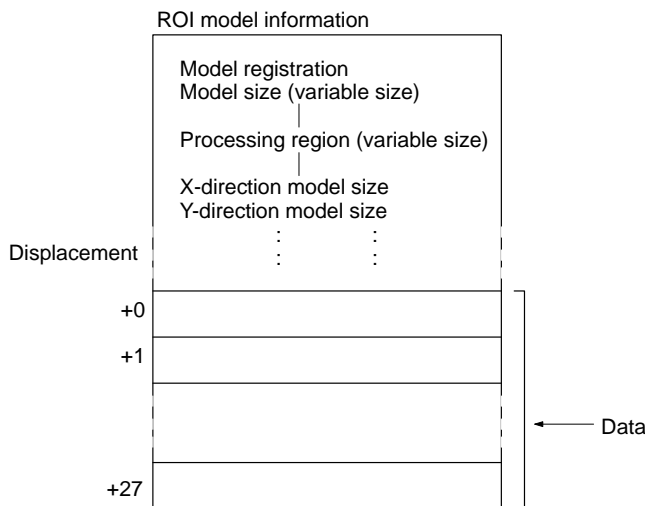 ROI model information
Model registration
Model size (variable size)
Processing region (variable size)
X-direction model size
Y-direction model size
Displacement
+0
+1
Data
+27